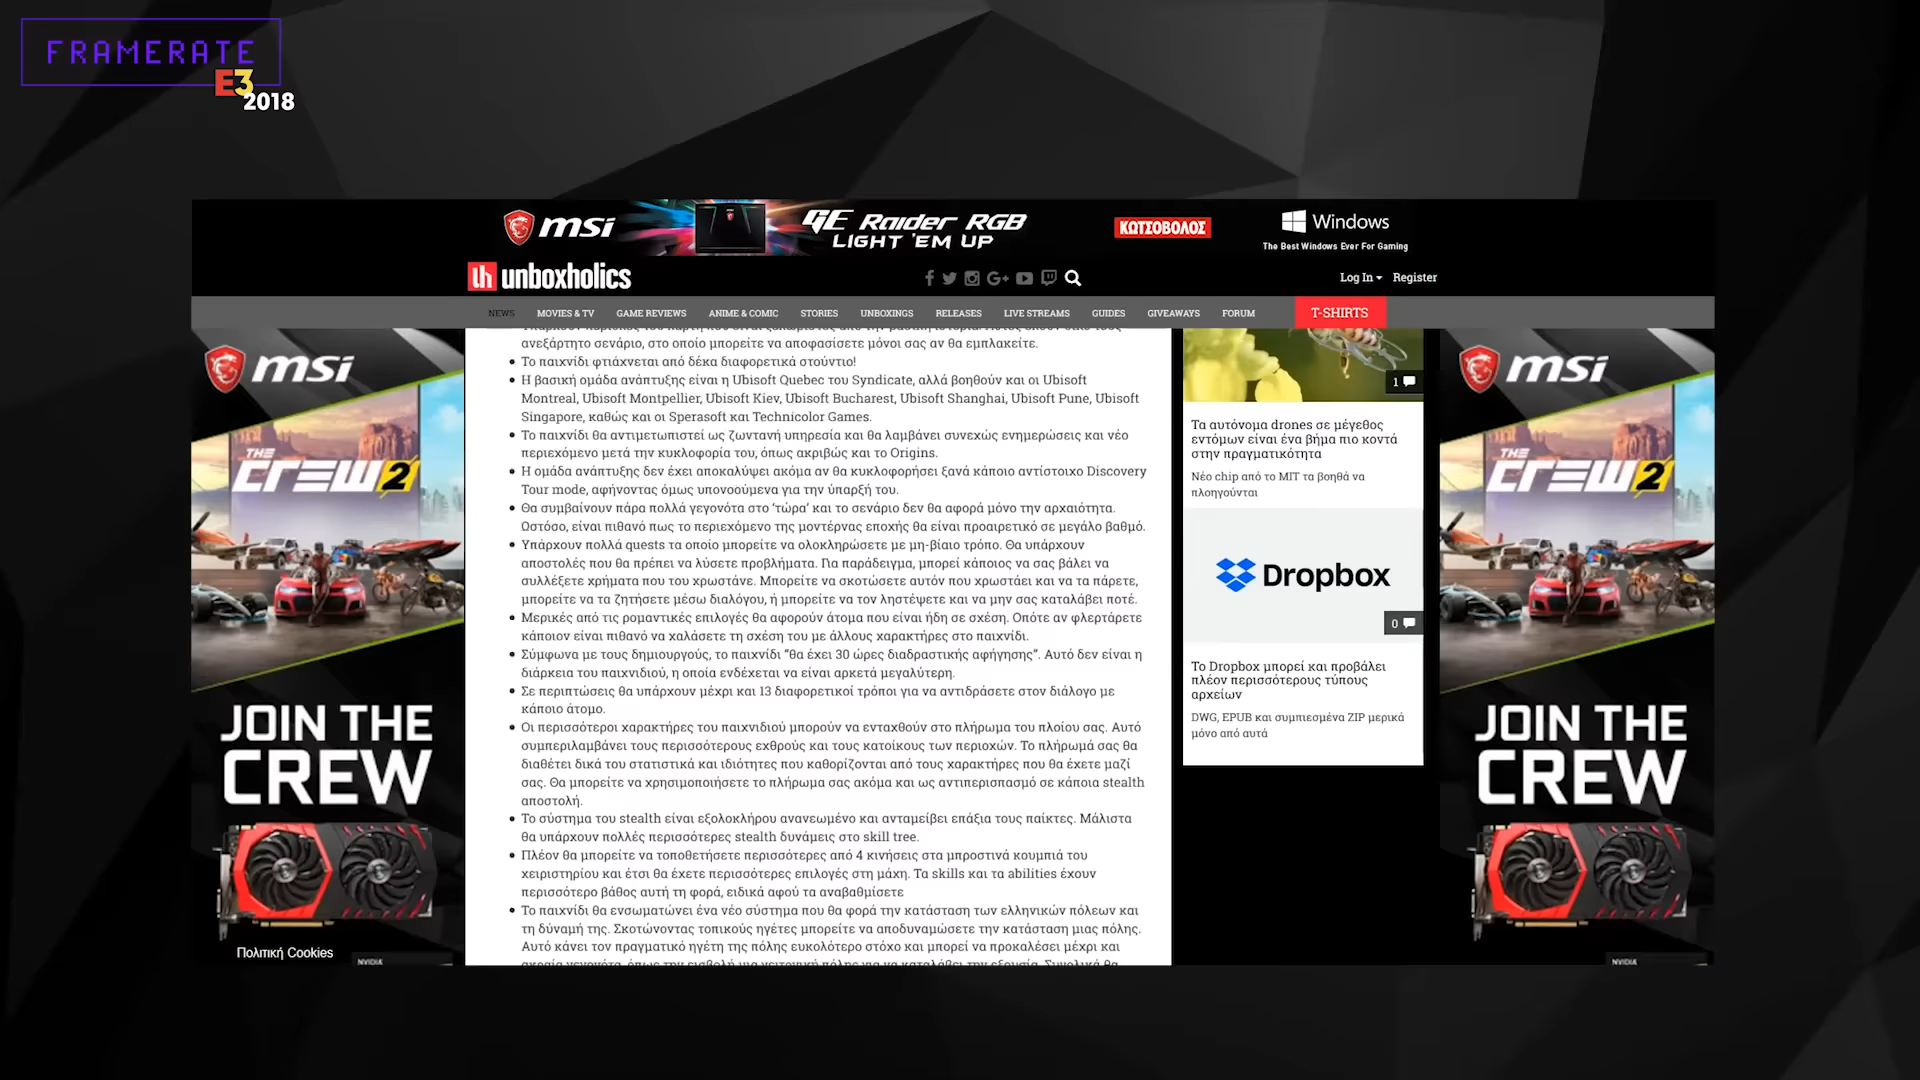 FRAMERATE
E3
2018
msi
GE Raider RGB
LIGHT 'EM UP
ΚΩΤΣΟΒΟΛΟΣ
Windows
The Best Windows Ever For Gaming
uh unboxholics
Log In
Register
NEWS
MOVIES & TV
GAME REVIEWS
ANIME & COMIC
STORIES
UNBOXINGS
RELEASES
LIVE STREAMS
GUIDES
GIVEAWAYS
FORUM
T-SHIRTS
msi
THE
CREW 2
JOIN THE
CREW
Πολιτική Cookies
NVIDIA
ανεξάρτητο σενάριο, στο οποίο μπορείτε να αποφασίσετε μόνοι σας αν θα εμπλακείτε.
Το παιχνίδι φτιάχνεται από δέκα διαφορετικά στούντιο!
Η βασική ομάδα ανάπτυξης είναι η Ubisoft Quebec του Syndicate, αλλά βοηθούν και οι Ubisoft
Montreal, Ubisoft Montpellier, Ubisoft Kiev, Ubisoft Bucharest, Ubisoft Shanghai, Ubisoft Pune, Ubisoft
Singapore, καθώς και οι Sperasoft και Technicolor Games.
Το παιχνίδι θα αντιμετωπιστεί ως ζωντανή υπηρεσία και θα λαμβάνει συνεχώς ενημερώσεις και νέο
περιεχόμενο μετά την κυκλοφορία του, όπως ακριβώς και το Origins.
Η ομάδα ανάπτυξης δεν έχει αποκαλύψει ακόμα αν θα κυκλοφορήσει ξανά κάποιο αντίστοιχο Discovery
Tour mode, αφήνοντας όμως υπονοούμενα για την ύπαρξή του.
Θα συμβαίνουν πάρα πολλά γεγονότα στο 'τώρα' και το σενάριο δεν θα αφορά μόνο την αρχαιότητα.
Ωστόσο, είναι πιθανό πως το περιεχόμενο της μοντέρνας εποχής θα είναι προαιρετικό σε μεγάλο βαθμό.
Υπάρχουν πολλά quests τα οποίο μπορείτε να ολοκληρώσετε με μη-βίαιο τρόπο. Θα υπάρχουν
αποστολές που θα πρέπει να λύσετε προβλήματα. Για παράδειγμα, μπορεί κάποιος να σας βάλει να
συλλέξετε χρήματα που του χρωστάνε. Μπορείτε να σκοτώσετε αυτόν που χρωστάει και να τα πάρετε,
μπορείτε να τα ζητήσετε μέσω διαλόγου, ή μπορείτε να τον ληστέψετε και να μην σας καταλάβει ποτέ.
Μερικές από τις ρομαντικές επιλογές θα αφορούν άτομα που είναι ήδη σε σχέση. Οπότε αν φλερτάρετε
κάποιον είναι πιθανό να χαλάσετε τη σχέση του με άλλους χαρακτήρες στο παιχνίδι.
Σύμφωνα με τους δημιουργούς, το παιχνίδι "θα έχει 30 ώρες διαδραστικής αφήγησης". Αυτό δεν είναι η
διάρκεια του παιχνιδιού, η οποία ενδέχεται να είναι αρκετά μεγαλύτερη.
Σε περιπτώσεις θα υπάρχουν μέχρι και 13 διαφορετικοί τρόποι για να αντιδράσετε στον διάλογο με
κάποιο άτομο.
Οι περισσότεροι χαρακτήρες του παιχνιδιού μπορούν να ενταχθούν στο πλήρωμα του πλοίου σας. Αυτό
συμπεριλαμβάνει τους περισσότερους εχθρούς και τους κατοίκους των περιοχών. Το πλήρωμά σας θα
διαθέτει δικά του στατιστικά και ιδιότητες που καθορίζονται από τους χαρακτήρες που θα έχετε μαζί
σας. Θα μπορείτε να χρησιμοποιήσετε το πλήρωμα σας ακόμα και ως αντιπερισπασμό σε κάποια stealth
αποστολή.
Το σύστημα του stealth είναι εξολοκλήρου ανανεωμένο και ανταμείβει επάξια τους παίκτες. Μάλιστα
θα υπάρχουν πολλές περισσότερες stealth δυνάμεις στο skill tree.
Πλέον θα μπορείτε να τοποθετήσετε περισσότερες από 4 κινήσεις στα μπροστινά κουμπιά του
χειριστηρίου και έτσι θα έχετε περισσότερες επιλογές στη μάχη. Τα skills και τα abilities έχουν
περισσότερο βάθος αυτή τη φορά, ειδικά αφού τα αναβαθμίσετε
Το παιχνίδι θα ενσωματώνει ένα νέο σύστημα που θα φορά την κατάσταση των ελληνικών πόλεων και
τη δύναμή της. Σκοτώνοντας τοπικούς ηγέτες μπορείτε να αποδυναμώσετε την κατάσταση μιας πόλης.
Αυτό κάνει τον πραγματικό ηγέτη της πόλης ευκολότερο στόχο και μπορεί να προκαλέσει μέχρι και
1
Τα αυτόνομα drones σε μέγεθος
εντόμων είναι ένα βήμα πιο κοντά
στην πραγματικότητα
Νέο chip από το MIT τα βοηθά να
πλοηγούνται
Dropbox
0
Το Dropbox μπορεί και προβάλει
πλέον περισσότερους τύπους
αρχείων
DWG, EPUB και συμπιεσμένα ZIP μερικά
μόνο από αυτά
msi
THE
CREW 2
JOIN THE
CREW
NVIDIA